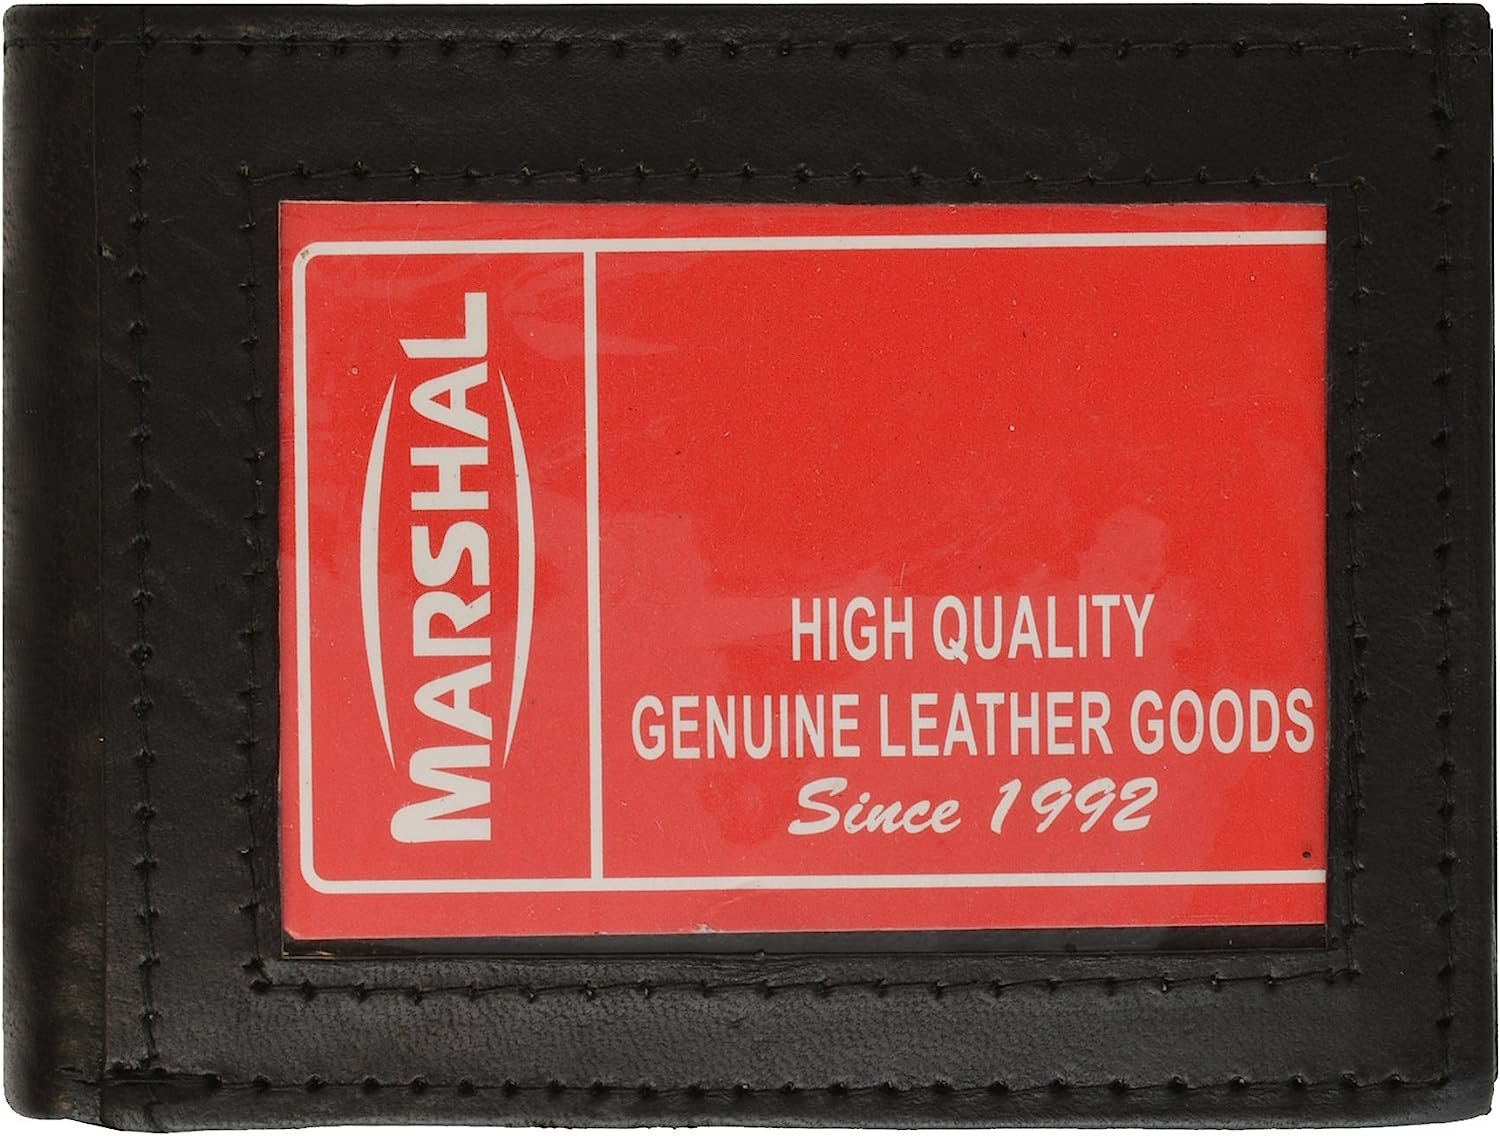 MARSHAL
HIGH QUALITY
GENUINE LEATHER GOODS
Since 1992